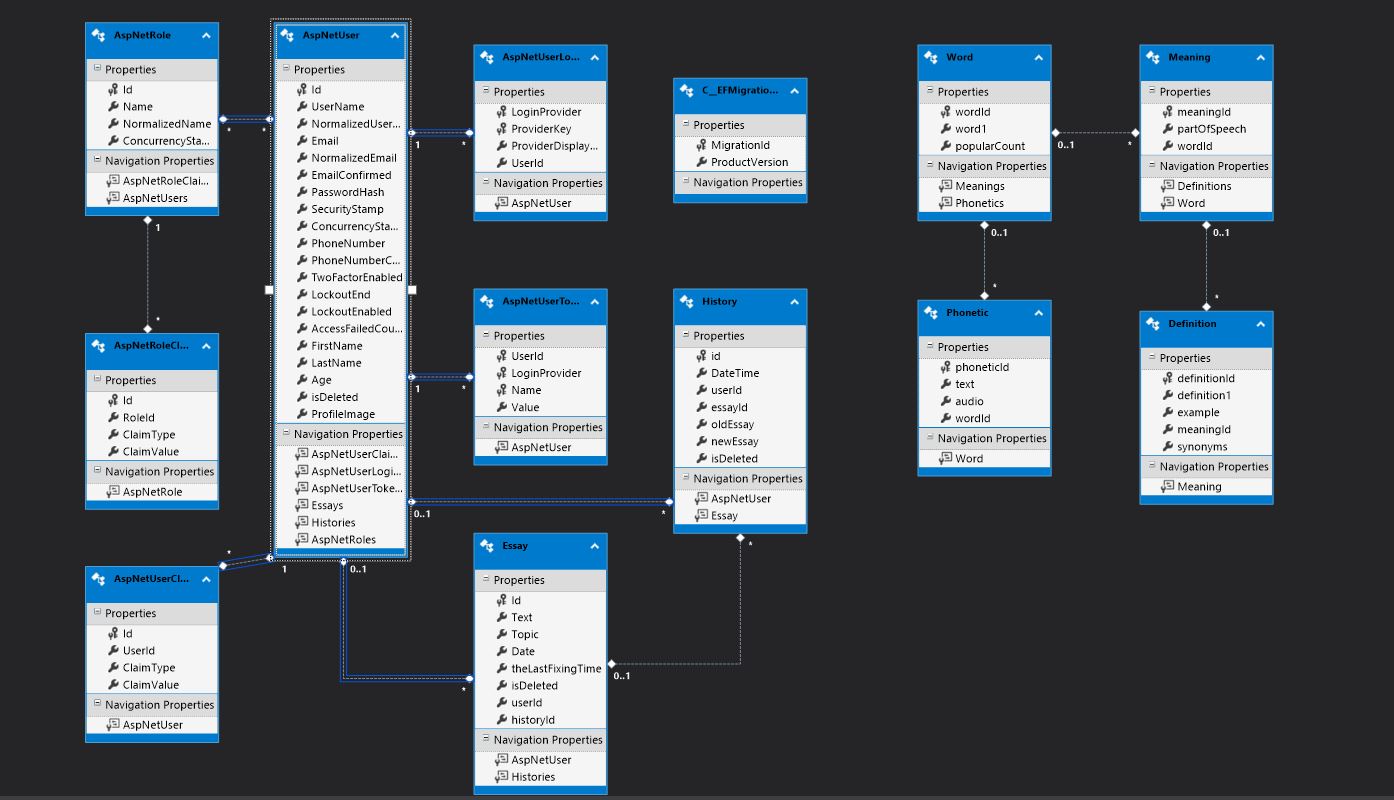 AspNetRole
Properties
Id
Name
NormalizedName
ConcurrencySta...
Navigation Properties
AspNetRoleClai...
AspNetUsers
*
*
1
*
AspNetRoleCl...
Properties
Id
RoleId
ClaimType
ClaimValue
Navigation Properties
AspNetRole
*
1
AspNetUserCl...
Properties
Id
UserId
ClaimType
ClaimValue
Navigation Properties
AspNetUser
AspNetUser
Properties
Id
UserName
NormalizedUser...
Email
NormalizedEmail
EmailConfirmed
PasswordHash
SecurityStamp
ConcurrencySta...
PhoneNumber
PhoneNumberC...
TwoFactorEnabled
LockoutEnd
LockoutEnabled
AccessFailedCou...
FirstName
LastName
Age
isDeleted
ProfileImage
Navigation Properties
AspNetUserClai...
AspNetUserLogi...
AspNetUserToke...
Essays
Histories
AspNetRoles
1
*
1
*
0..1
*
0..1
*
AspNetUserLo...
Properties
LoginProvider
ProviderKey
ProviderDisplay...
UserId
Navigation Properties
AspNetUser
AspNetUserTo...
Properties
UserId
LoginProvider
Name
Value
Navigation Properties
AspNetUser
Essay
Properties
Id
Text
Topic
Date
theLastFixingTime
isDeleted
userId
historyId
Navigation Properties
AspNetUser
Histories
0..1
*
C__EFMigratio...
Properties
MigrationId
ProductVersion
Navigation Properties
History
Properties
id
DateTime
userId
essayId
oldEssay
newEssay
isDeleted
Navigation Properties
AspNetUser
Essay
Word
Properties
wordId
word1
popularCount
Navigation Properties
Meanings
Phonetics
0..1
*
0..1
*
Phonetic
Properties
phoneticId
text
audio
wordId
Navigation Properties
Word
Meaning
Properties
meaningId
partOfSpeech
wordId
Navigation Properties
Definitions
Word
0..1
*
Definition
Properties
definitionId
definition1
example
meaningId
synonyms
Navigation Properties
Meaning